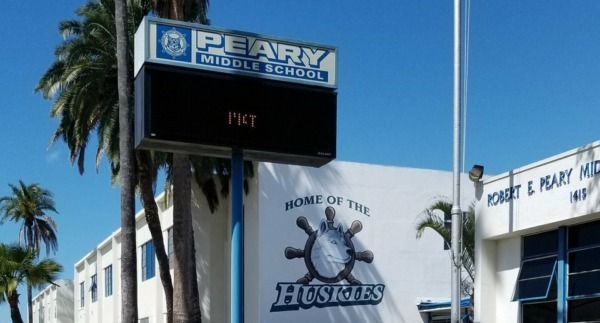 PEARY
MIDDLE SCHOOL
HOME OF THE
HUSKIES
ROBERT E. PEARY MID
1415